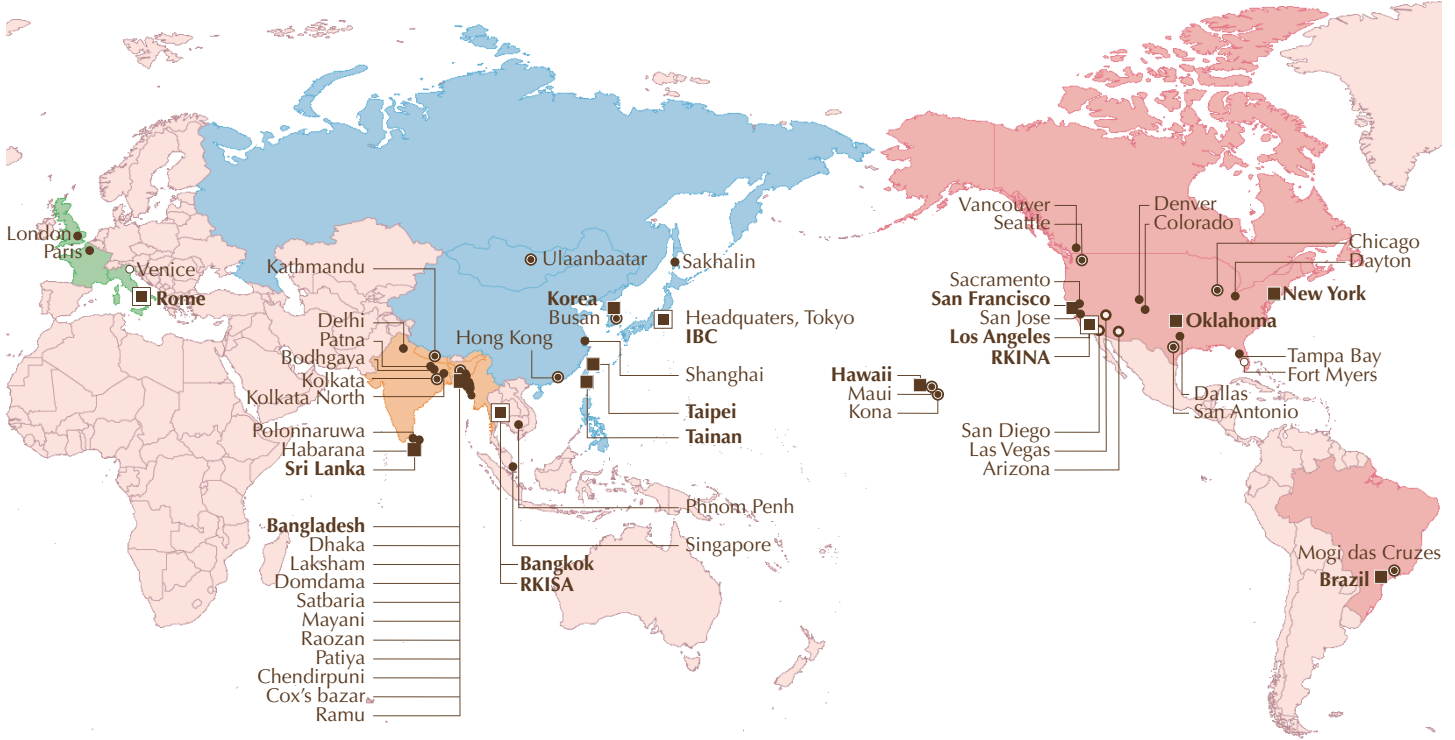 London
Paris
Venice
Rome
Kathmandu
Delhi
Patna
Bodhgaya
Kolkata
Kolkata North
Polonnaruwa
Habarana
Sri Lanka
Bangladesh
Dhaka
Laksham
Domdama
Satbaria
Mayani
Raozan
Patiya
Chendirpuni
Cox's bazar
Ramu
Ulaanbaatar
Sakhalin
Korea
Busan
Headquaters, Tokyo
IBC
Hong Kong
Shanghai
Taipei
Tainan
Phnom Penh
Singapore
Bangkok
RKISA
Vancouver
Seattle
Denver
Colorado
Chicago
Dayton
Sacramento
San Francisco
San Jose
Los Angeles
RKINA
New York
Oklahoma
Tampa Bay
Fort Myers
Dallas
San Antonio
Hawaii
Maui
Kona
San Diego
Las Vegas
Arizona
Mogi das Cruzes
Brazil